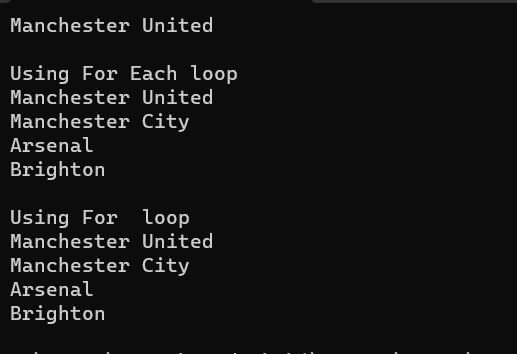 Manchester United
Using For Each loop
Manchester United
Manchester City
Arsenal
Brighton
Using For  loop
Manchester United
Manchester City
Arsenal
Brighton